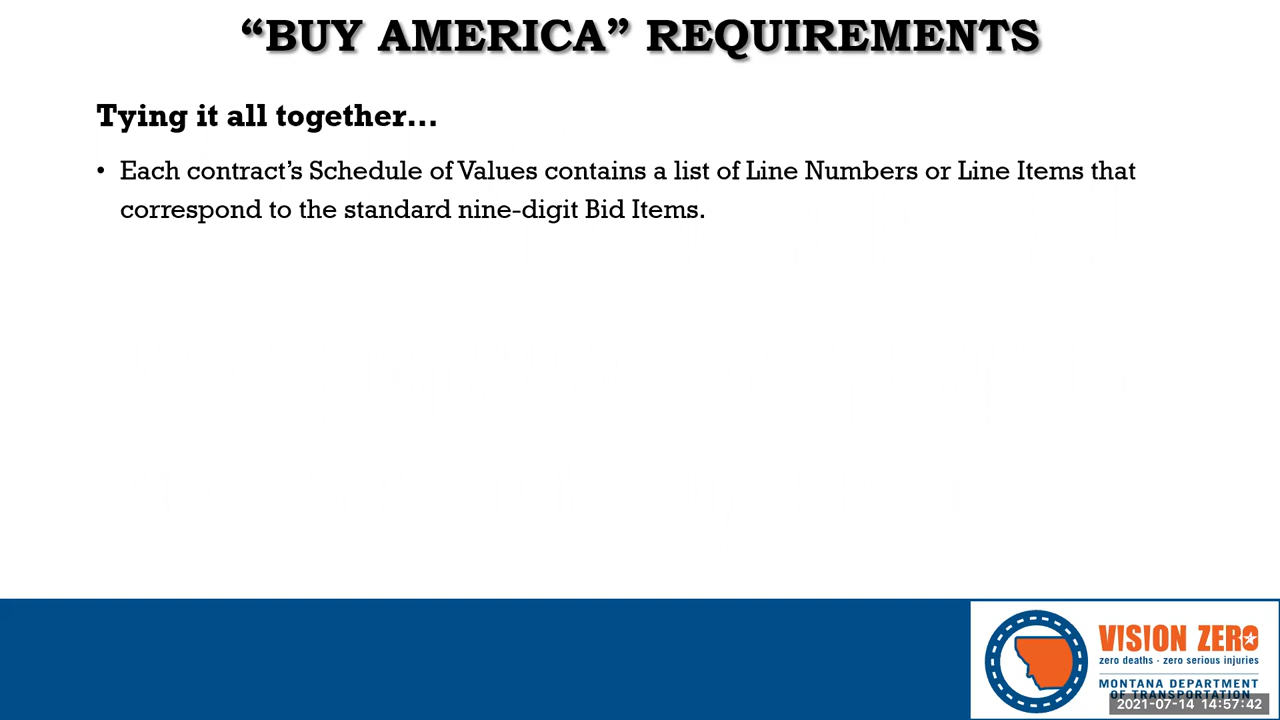 “BUY AMERICA” REQUIREMENTS
Tying it all together…
• Each contract’s Schedule of Values contains a list of Line Numbers or Line Items that
correspond to the standard nine-digit Bid Items.
VISION ZERO
zero deaths · zero serious injuries
MONTANA DEPARTMENT
OF TRANSPORTATION
2021-07-14 14:57:42